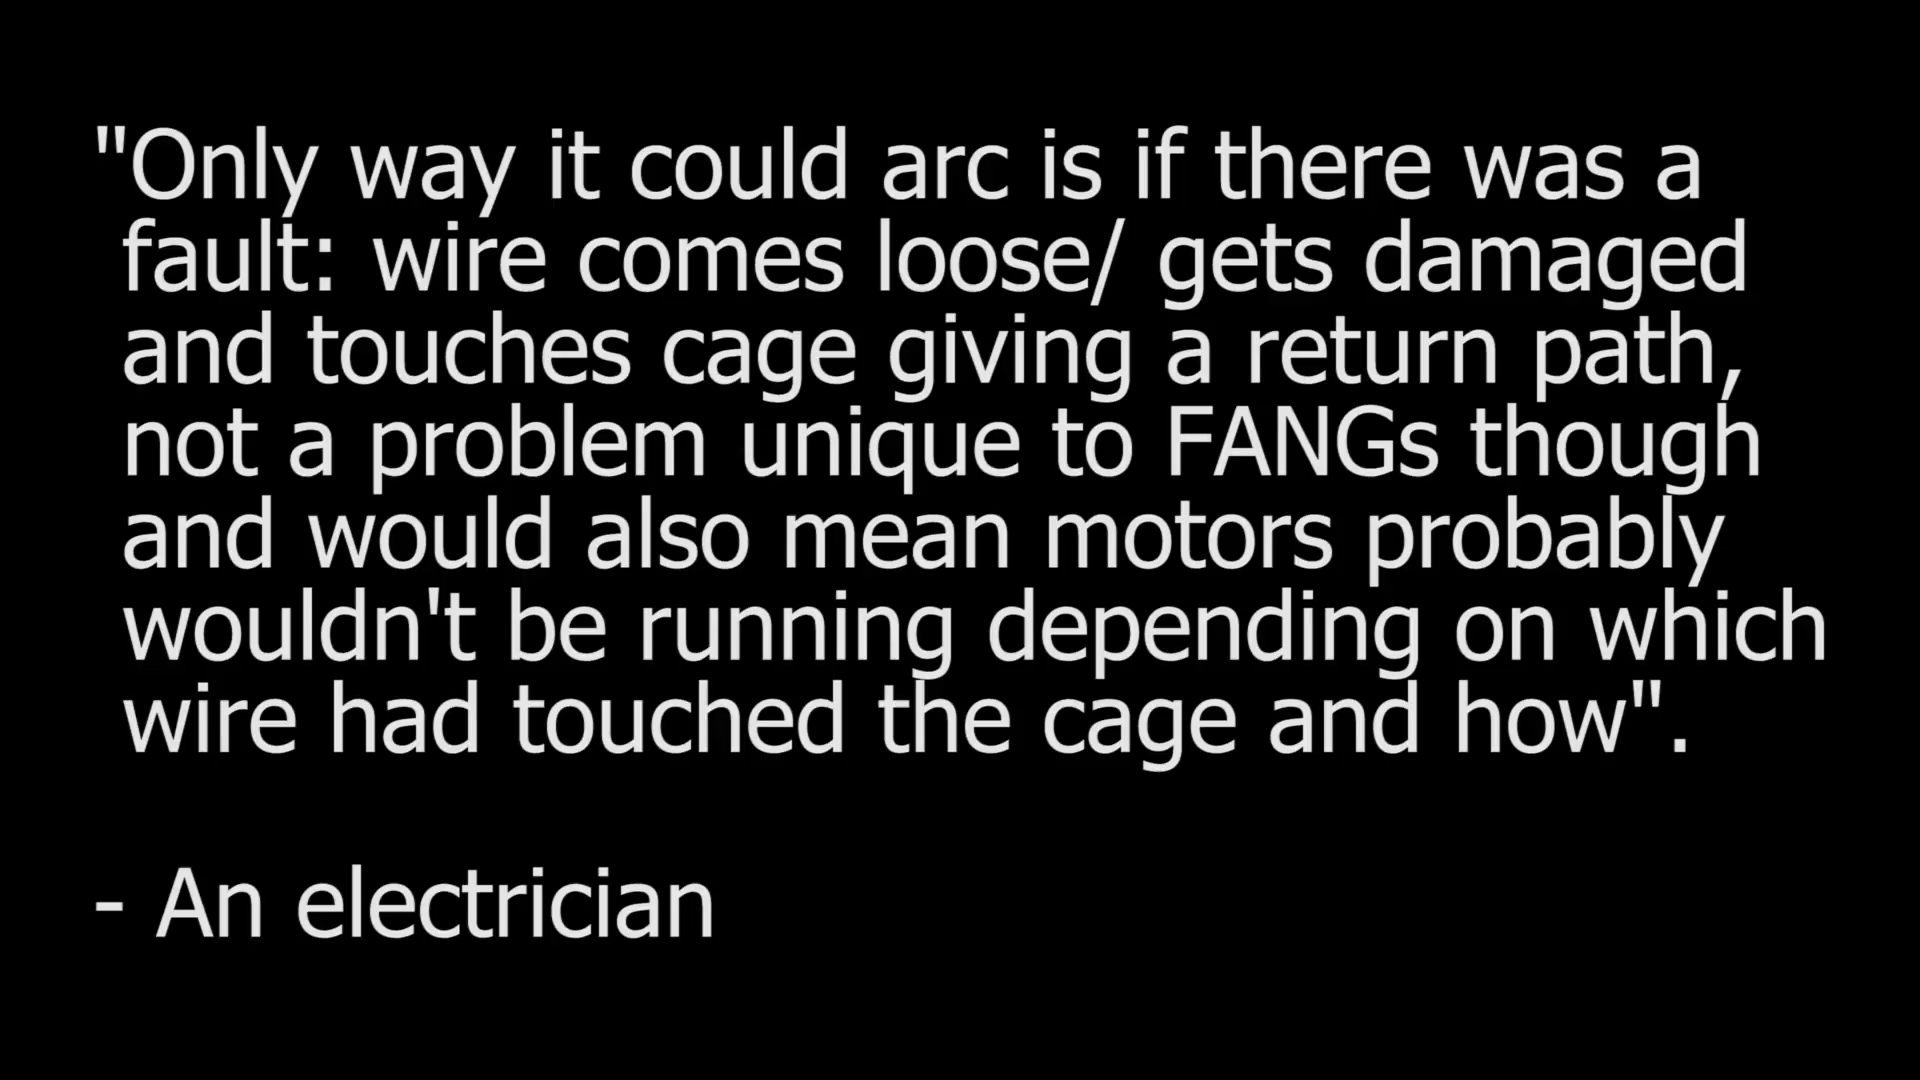 "Only way it could arc is if there was a
fault: wire comes loose/ gets damaged
and touches cage giving a return path,
not a problem unique to FANGs though
and would also mean motors probably
wouldn't be running depending on which
wire had touched the cage and how".
- An electrician